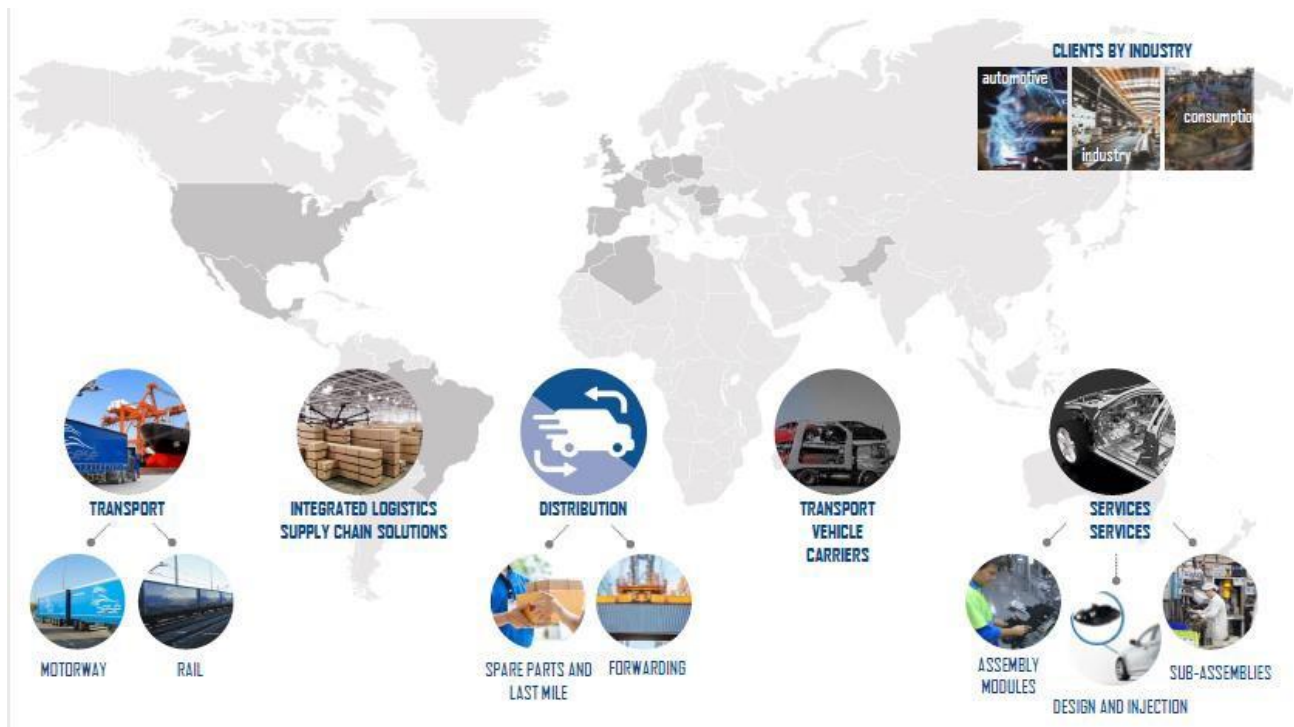 CLIENTS BY INDUSTRY
automotive
industry
consumptio
TRANSPORT
INTEGRATED LOGISTICS
SUPPLY CHAIN SOLUTIONS
DISTRIBUTION
TRANSPORT
VEHICLE
CARRIERS
SERVICES
SERVICES
MOTORWAY
RAIL
SPARE PARTS AND
LAST MILE
FORWARDING
ASSEMBLY
MODULES
DESIGN AND INJECTION
SUB-ASSEMBLIES